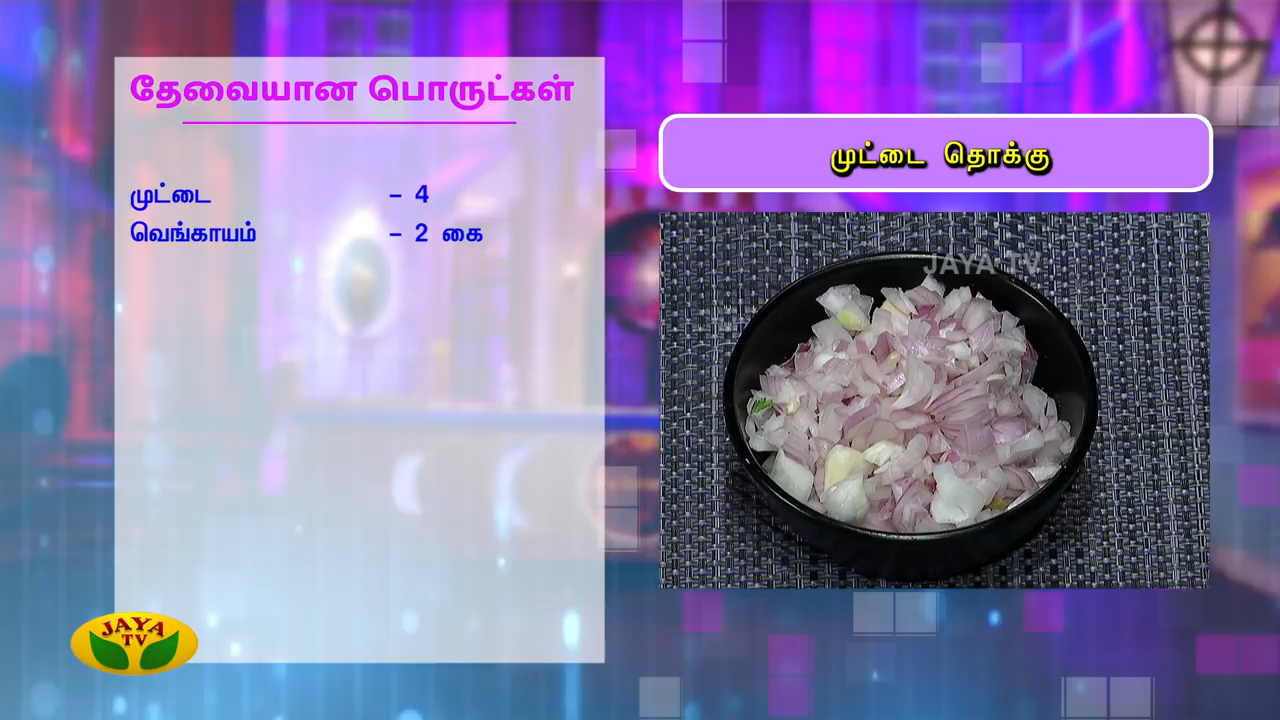 தேவையான பொருட்கள்
முட்டை - 4
வெங்காயம் - 2 கை
முட்டை தொக்கு
JAYA TV
JAYA
TV